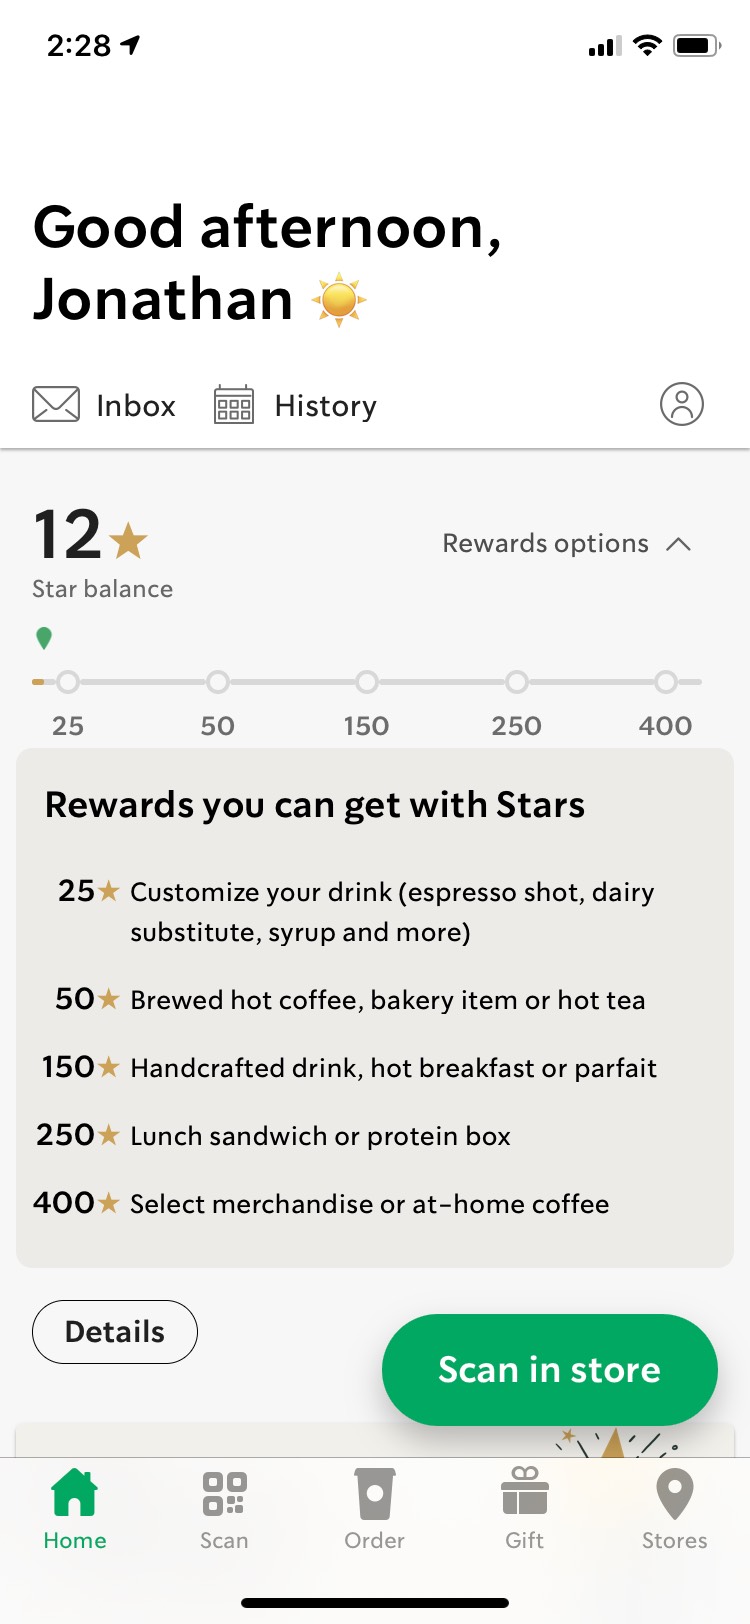 2:28
Good afternoon,
Jonathan
Inbox
History
12
Rewards options
Star balance
25
50
150
250
400
Rewards you can get with Stars
25 Customize your drink (espresso shot, dairy
substitute, syrup and more)
50 Brewed hot coffee, bakery item or hot tea
150 Handcrafted drink, hot breakfast or parfait
250 Lunch sandwich or protein box
400 Select merchandise or at-home coffee
Details
Scan in store
Home
Scan
Order
Gift
Stores